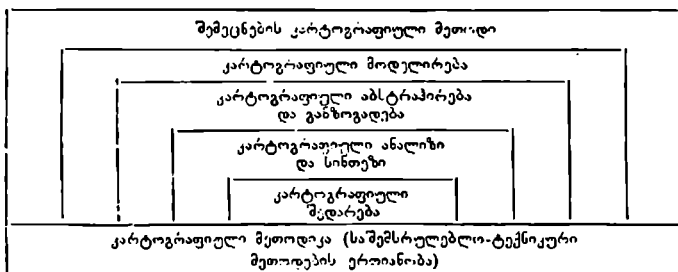 შემეცნების კარტოგრაფიული მეთოდი
კარტოგრაფიული მოდელირება
კარტოგრაფიული აბსტრაჰირება
და განზოგადება
კარტოგრაფიული ანალიზი
და სინთეზი
კარტოგრაფიული
შედარება
კარტოგრაფიული მეთოდიკა (საშემსრულებლო-ტექნიკური
მეთოდების ერთიანობა)